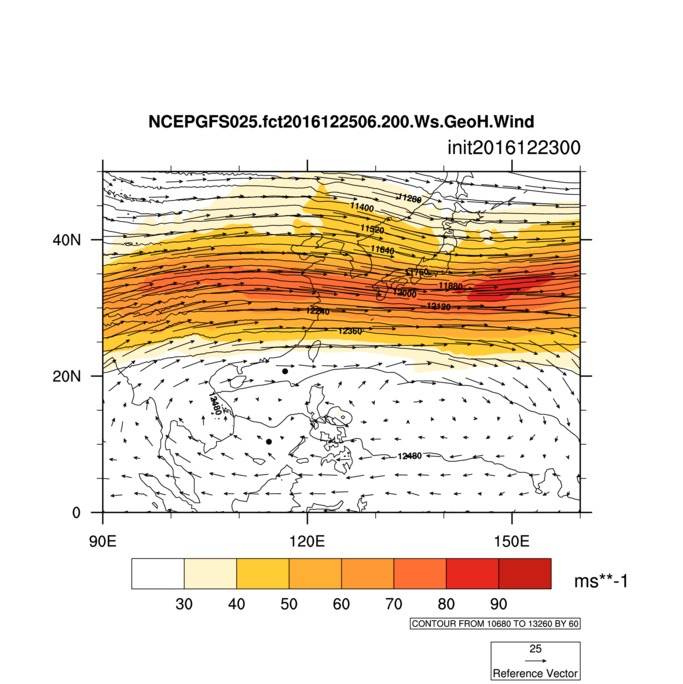 NCEPGFS025.fct2016122506.200.Ws.GeoH.Wind
init2016122300
11280
11400
11520
11640
11760
11880
12000
12120
12240
12360
12480
12480
40N
20N
0
90E 120E 150E
30 40 50 60 70 80 90
ms**-1
CONTOUR FROM 10680 TO 13260 BY 60
25
Reference Vector